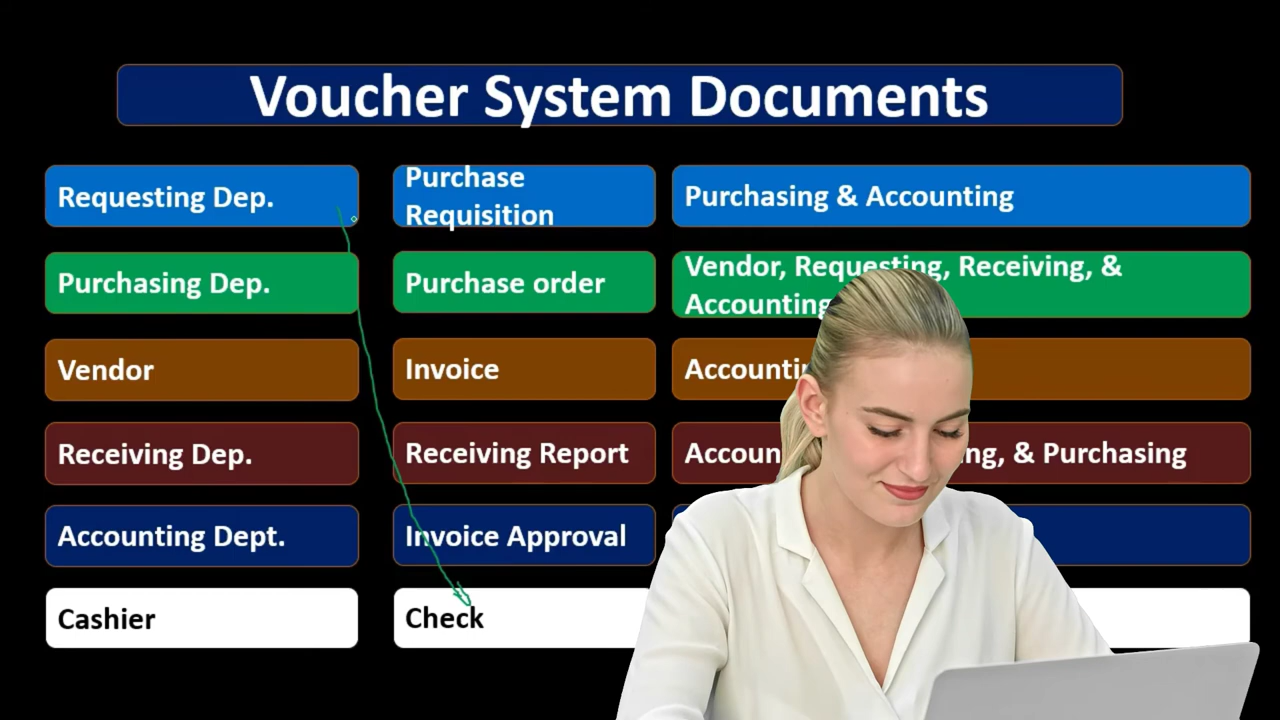 Voucher System Documents
Requesting Dep.
Purchase
Requisition
Purchasing & Accounting
Purchasing Dep.
Purchase order
Vendor, Requesting, Receiving, &
Accounting
Vendor
Invoice
Receiving Dep.
Receiving Report
& Purchasing
Accounting Dept.
Invoice Approval
Cashier
Check